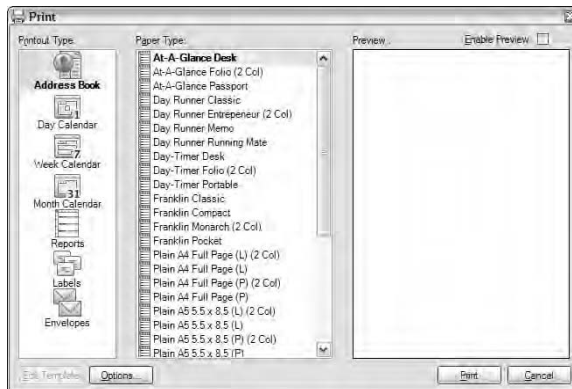 Print
Printout Type:
Address Book
Day Calendar
Week Calendar
Month Calendar
Reports
Labels
Envelopes
Paper Type:
At-A-Glance Desk
At-A-Glance Folio (2 Col)
At-A-Glance Passport
Day Runner Classic
Day Runner Entrepeneur (2 Col)
Day Runner Memo
Day Runner Running Mate
Day-Timer Desk
Day-Timer Folio (2 Col)
Day-Timer Portable
Franklin Classic
Franklin Compact
Franklin Monarch (2 Col)
Franklin Pocket
Plain A4 Full Page (L) (2 Col)
Plain A4 Full Page (L)
Plain A4 Full Page (P) (2 Col)
Plain A4 Full Page (P)
Plain A5 5.5 x 8.5 (L) (2 Col)
Plain A5 5.5 x 8.5 (L)
Plain A5 5.5 x 8.5 (P) (2 Col)
Plain A5 5.5 x 8.5 (P)
Preview
Enable Preview
1
7
31
Edit Template
Options...
Print
Cancel